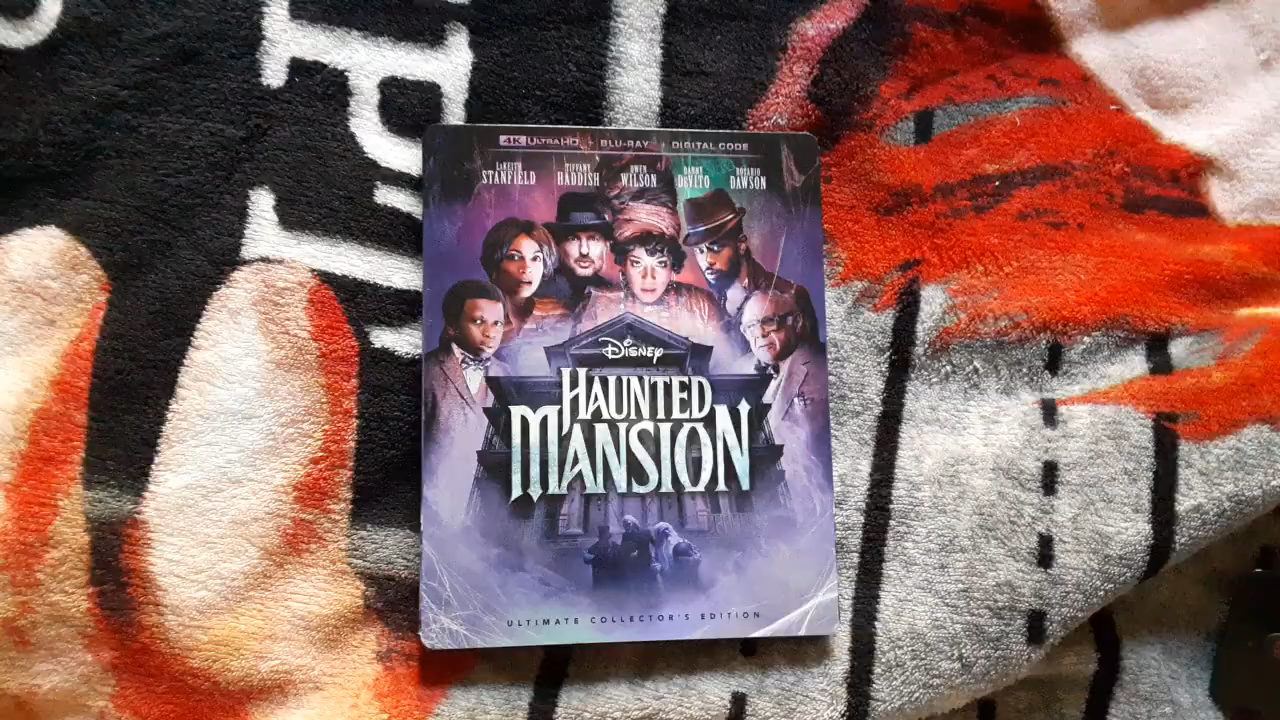 4K ULTRA HD + BLU-RAY + DIGITAL CODE
LAKEITH STANFIELD
TIFFANY HADDISH
OWEN WILSON
DANNY DEVITO
ROSARIO DAWSON
DISNEY
HAUNTED
MANSION
ULTIMATE COLLECTOR'S EDITION